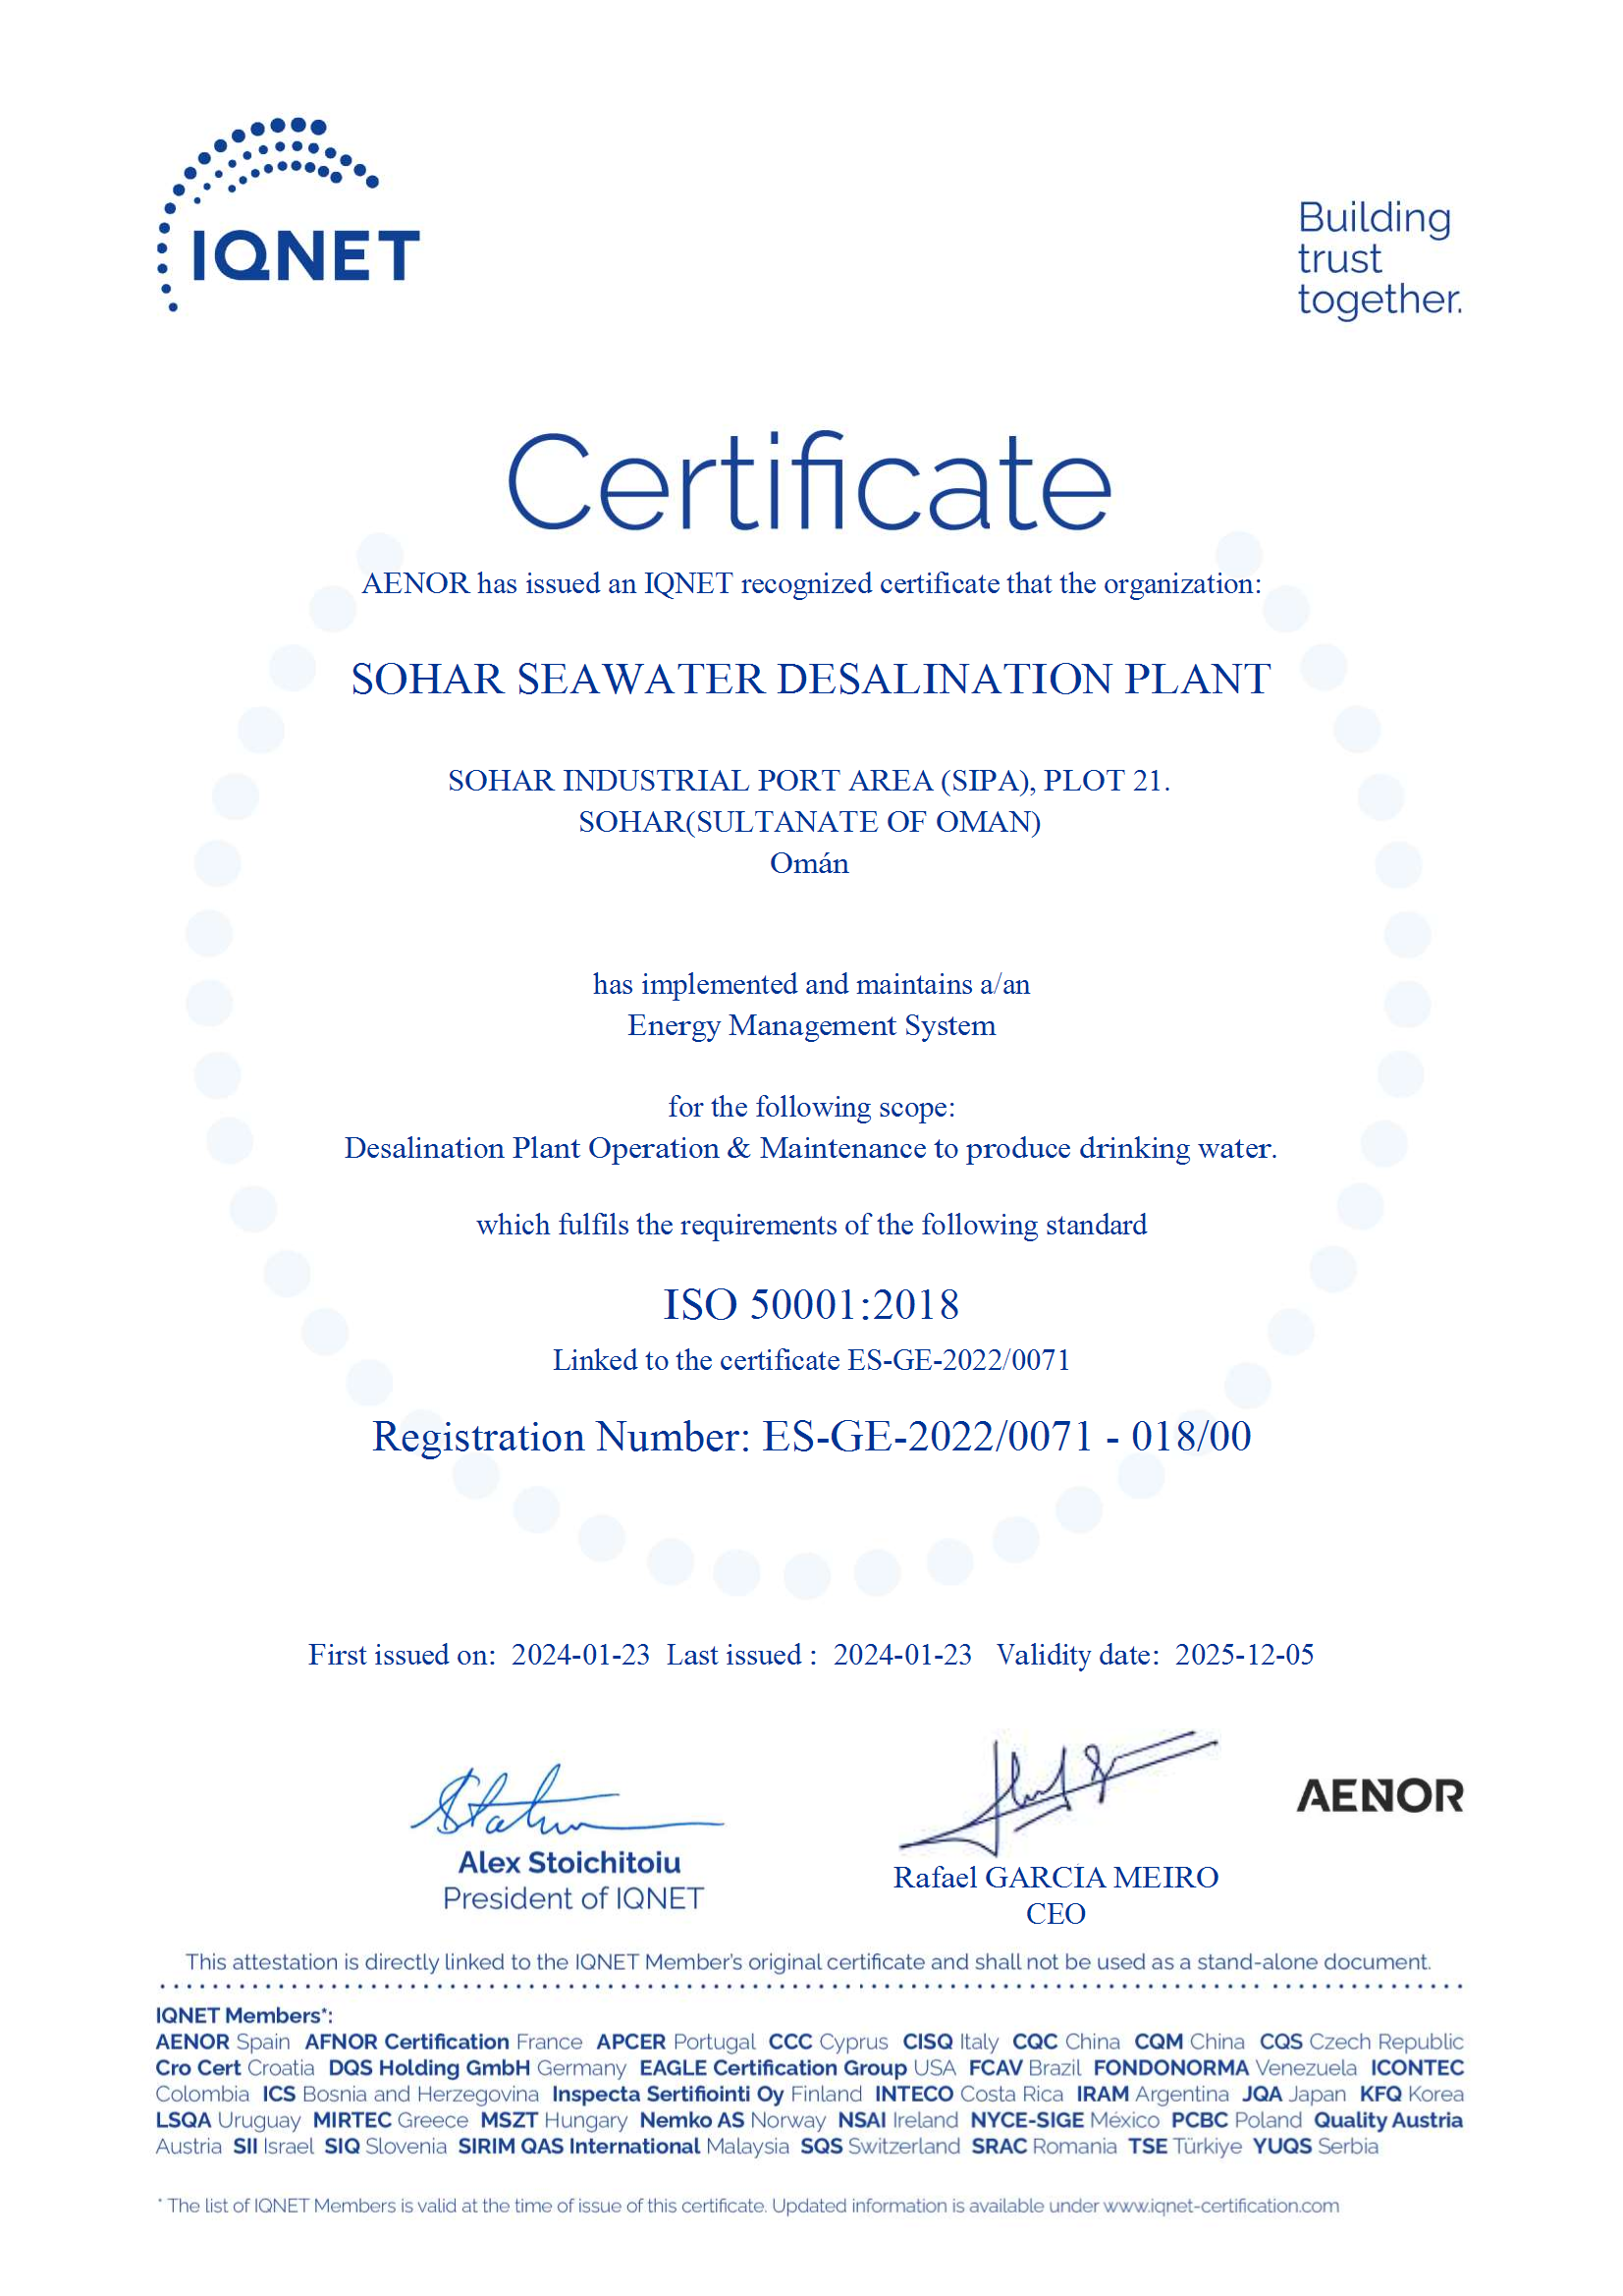 IQNET
Building
trust
together.
Certificate
AENOR has issued an IQNET recognized certificate that the organization:
SOHAR SEAWATER DESALINATION PLANT
SOHAR INDUSTRIAL PORT AREA (SIPA), PLOT 21.
SOHAR(SULTANATE OF OMAN)
Omán
has implemented and maintains a/an
Energy Management System
for the following scope:
Desalination Plant Operation & Maintenance to produce drinking water.
which fulfils the requirements of the following standard
ISO 50001:2018
Linked to the certificate ES-GE-2022/0071
Registration Number: ES-GE-2022/0071 - 018/00
First issued on: 2024-01-23 Last issued : 2024-01-23 Validity date: 2025-12-05
AENOR
Alex Stoichitoiu
President of IQNET
Rafael GARCÍA MEIRO
CEO
This attestation is directly linked to the IQNET Member's original certificate and shall not be used as a stand-alone document.
IQNET Members*:
AENOR Spain AFNOR Certification France APCER Portugal CCC Cyprus CISQ Italy CQC China CQM China CQS Czech Republic
Cro Cert Croatia DQS Holding GmbH Germany EAGLE Certification Group USA FCAV Brazil FONDONORMA Venezuela ICONTEC
Colombia ICS Bosnia and Herzegovina Inspecta Sertifiointi Oy Finland INTECO Costa Rica IRAM Argentina JQA Japan KFQ Korea
LSQA Uruguay MIRTEC Greece MSZT Hungary Nemko AS Norway NSAI Ireland NYCE-SIGE México PCBC Poland Quality Austria
Austria SII Israel SIQ Slovenia SIRIM QAS International Malaysia SQS Switzerland SRAC Romania TSE Türkiye YUQS Serbia
* The list of IQNET Members is valid at the time of issue of this certificate. Updated information is available under www.iqnet-certification.com